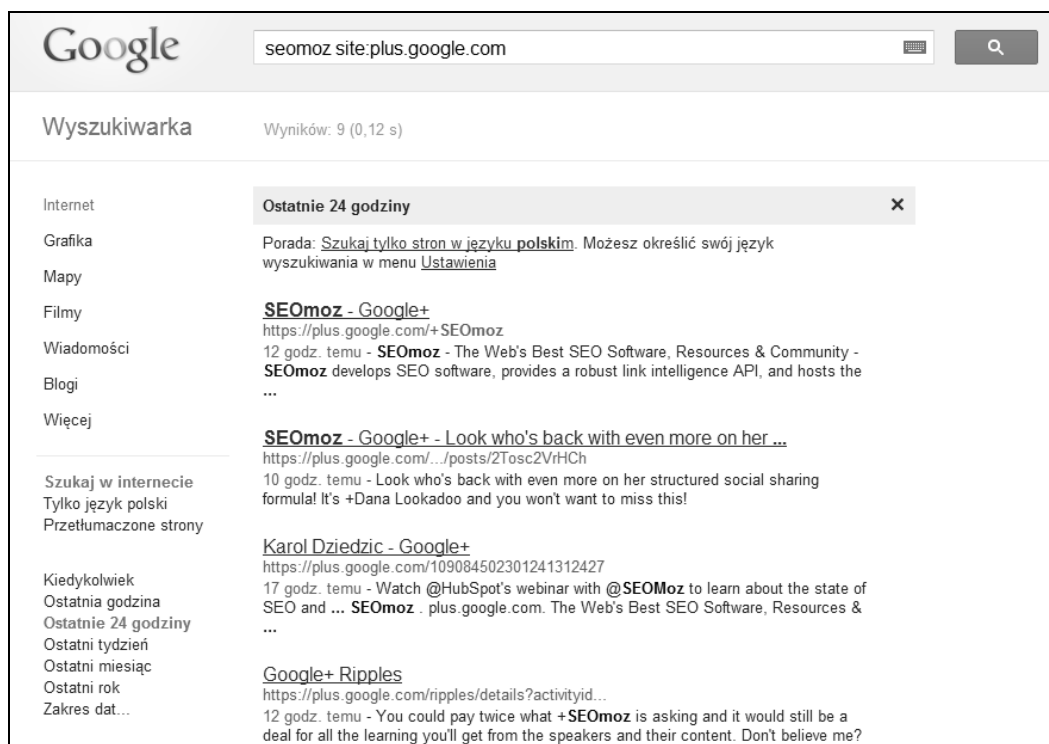 Google
seomoz site:plus.google.com
Wyszukiwarka
Wyników: 9 (0,12 s)
Internet
Grafika
Mapy
Filmy
Wiadomości
Blogi
Więcej
Szukaj w internecie
Tylko język polski
Przetłumaczone strony
Kiedykolwiek
Ostatnia godzina
Ostatnie 24 godziny
Ostatni tydzień
Ostatni miesiąc
Ostatni rok
Zakres dat...
Ostatnie 24 godziny
Porada: Szukaj tylko stron w języku polskim. Możesz określić swój język
wyszukiwania w menu Ustawienia
SEOmoz - Google+
https://plus.google.com/+SEOmoz
12 godz. temu - SEOmoz - The Web's Best SEO Software, Resources & Community -
SEOmoz develops SEO software, provides a robust link intelligence API, and hosts the
...
SEOmoz - Google+ - Look who's back with even more on her ...
https://plus.google.com/.../posts/2Tosc2VrHCh
10 godz. temu - Look who's back with even more on her structured social sharing
formula! It's +Dana Lookadoo and you won't want to miss this!
Karol Dziedzic - Google+
https://plus.google.com/109084502301241312427
17 godz. temu - Watch @HubSpot's webinar with @SEOMoz to learn about the state of
SEO and ... SEOmoz . plus.google.com. The Web's Best SEO Software, Resources &
...
Google+ Ripples
https://plus.google.com/ripples/details?activityid...
12 godz. temu - You could pay twice what +SEOmoz is asking and it would still be a
deal for all the learning you'll get from the speakers and their content. Don't believe me?